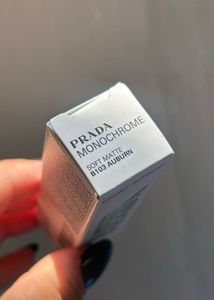 PRADA
MONOCHROME
SOFT MATTE
B103 AUBURN